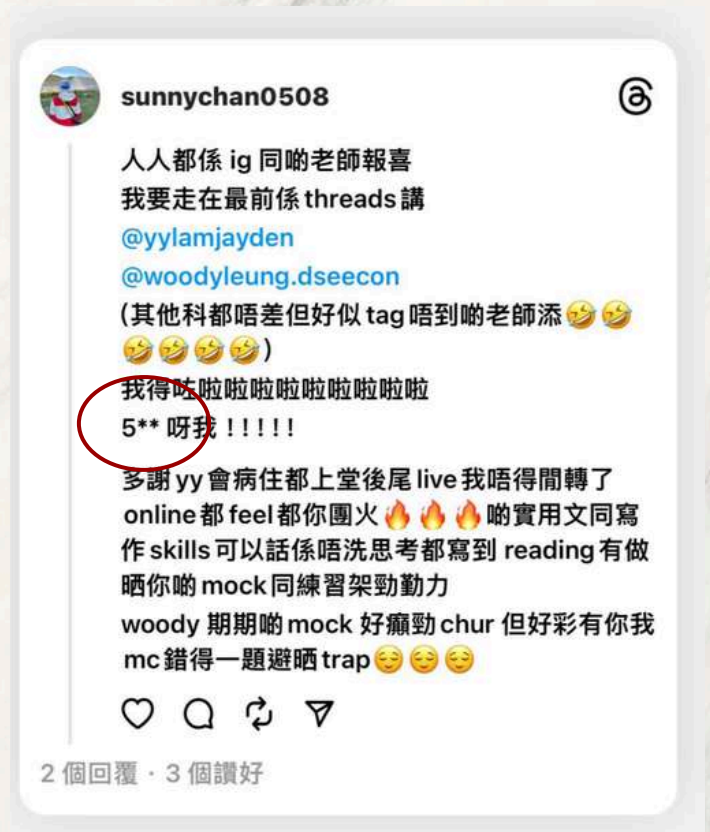 sunnychan0508
人人都係 ig 同啲老師報喜
我要走在最前係 threads 講
@yylamjayden
@woodyleung.dseecon
(其他科都唔差但好似 tag 唔到啲老師添🤣🤣
🤣🤣🤣🤣)
我得咗啦啦啦啦啦啦啦啦啦
5** 呀我 ! ! ! ! !
多謝 yy 會病住都上堂後尾 live 我唔得閒轉了
online 都 feel 都你團火🔥🔥🔥啲實用文同寫
作 skills 可以話係唔洗思考都寫到 reading 有做
晒你啲 mock 同練習架勁勤力
woody 期期啲 mock 好癲勁 chur 但好彩有你我
mc 錯得一題避晒 trap😌😌😌
2 個回覆 · 3 個讚好